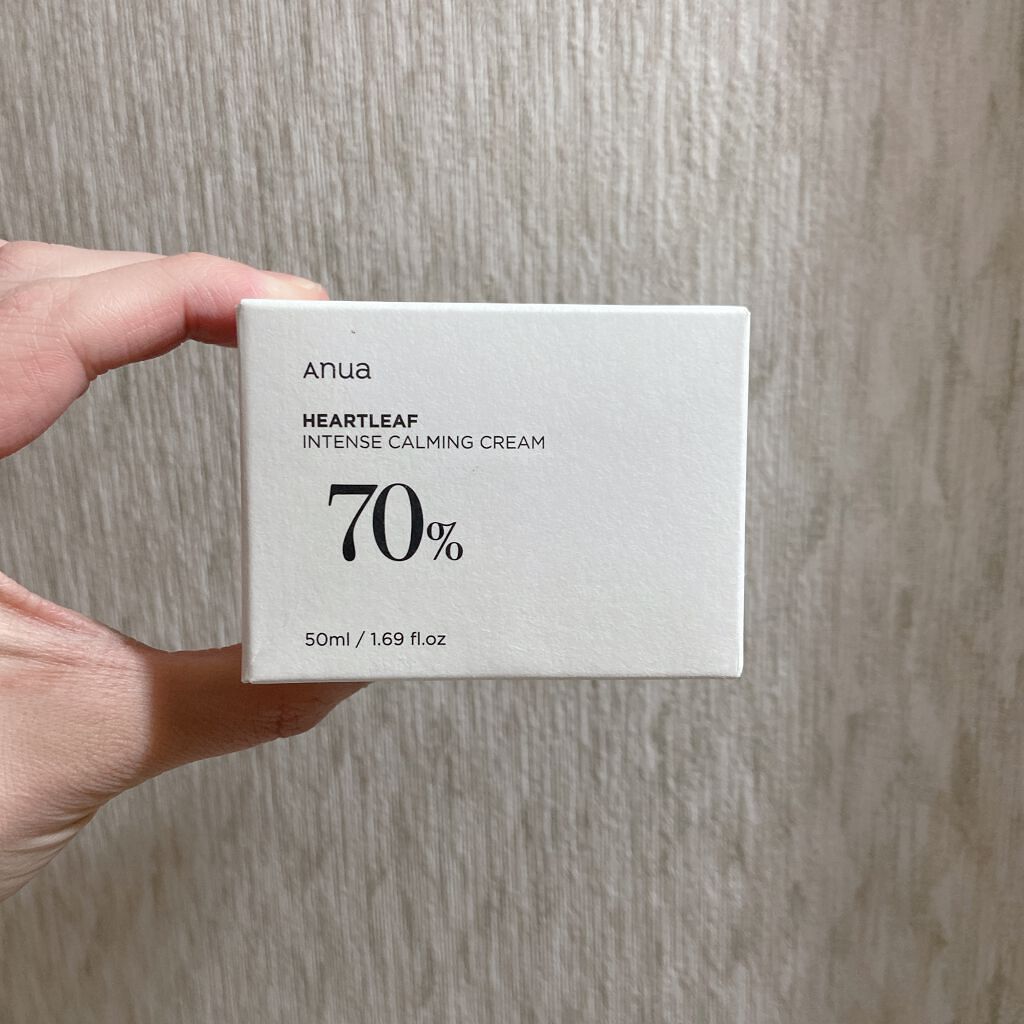 Anua
HEARTLEAF
INTENSE CALMING CREAM
70%
50ml / 1.69 fl.oz